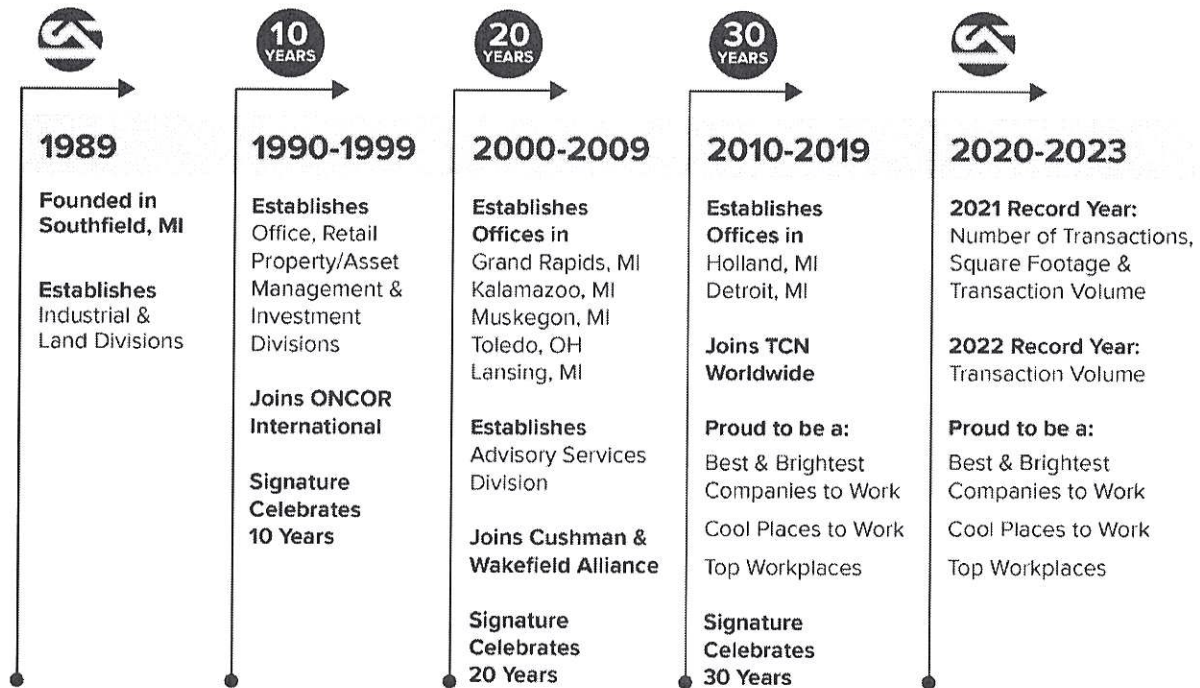 10
YEARS
20
YEARS
30
YEARS
1989
Founded in
Southfield, MI
Establishes
Industrial &
Land Divisions
1990-1999
Establishes
Office, Retail
Property/Asset
Management &
Investment
Divisions
Joins ONCOR
International
Signature
Celebrates
10 Years
2000-2009
Establishes
Offices in
Grand Rapids, MI
Kalamazoo, MI
Muskegon, MI
Toledo, OH
Lansing, MI
Establishes
Advisory Services
Division
Joins Cushman &
Wakefield Alliance
Signature
Celebrates
20 Years
2010-2019
Establishes
Offices in
Holland, MI
Detroit, MI
Joins TCN
Worldwide
Proud to be a:
Best & Brightest
Companies to Work
Cool Places to Work
Top Workplaces
Signature
Celebrates
30 Years
2020-2023
2021 Record Year:
Number of Transactions,
Square Footage &
Transaction Volume
2022 Record Year:
Transaction Volume
Proud to be a:
Best & Brightest
Companies to Work
Cool Places to Work
Top Workplaces